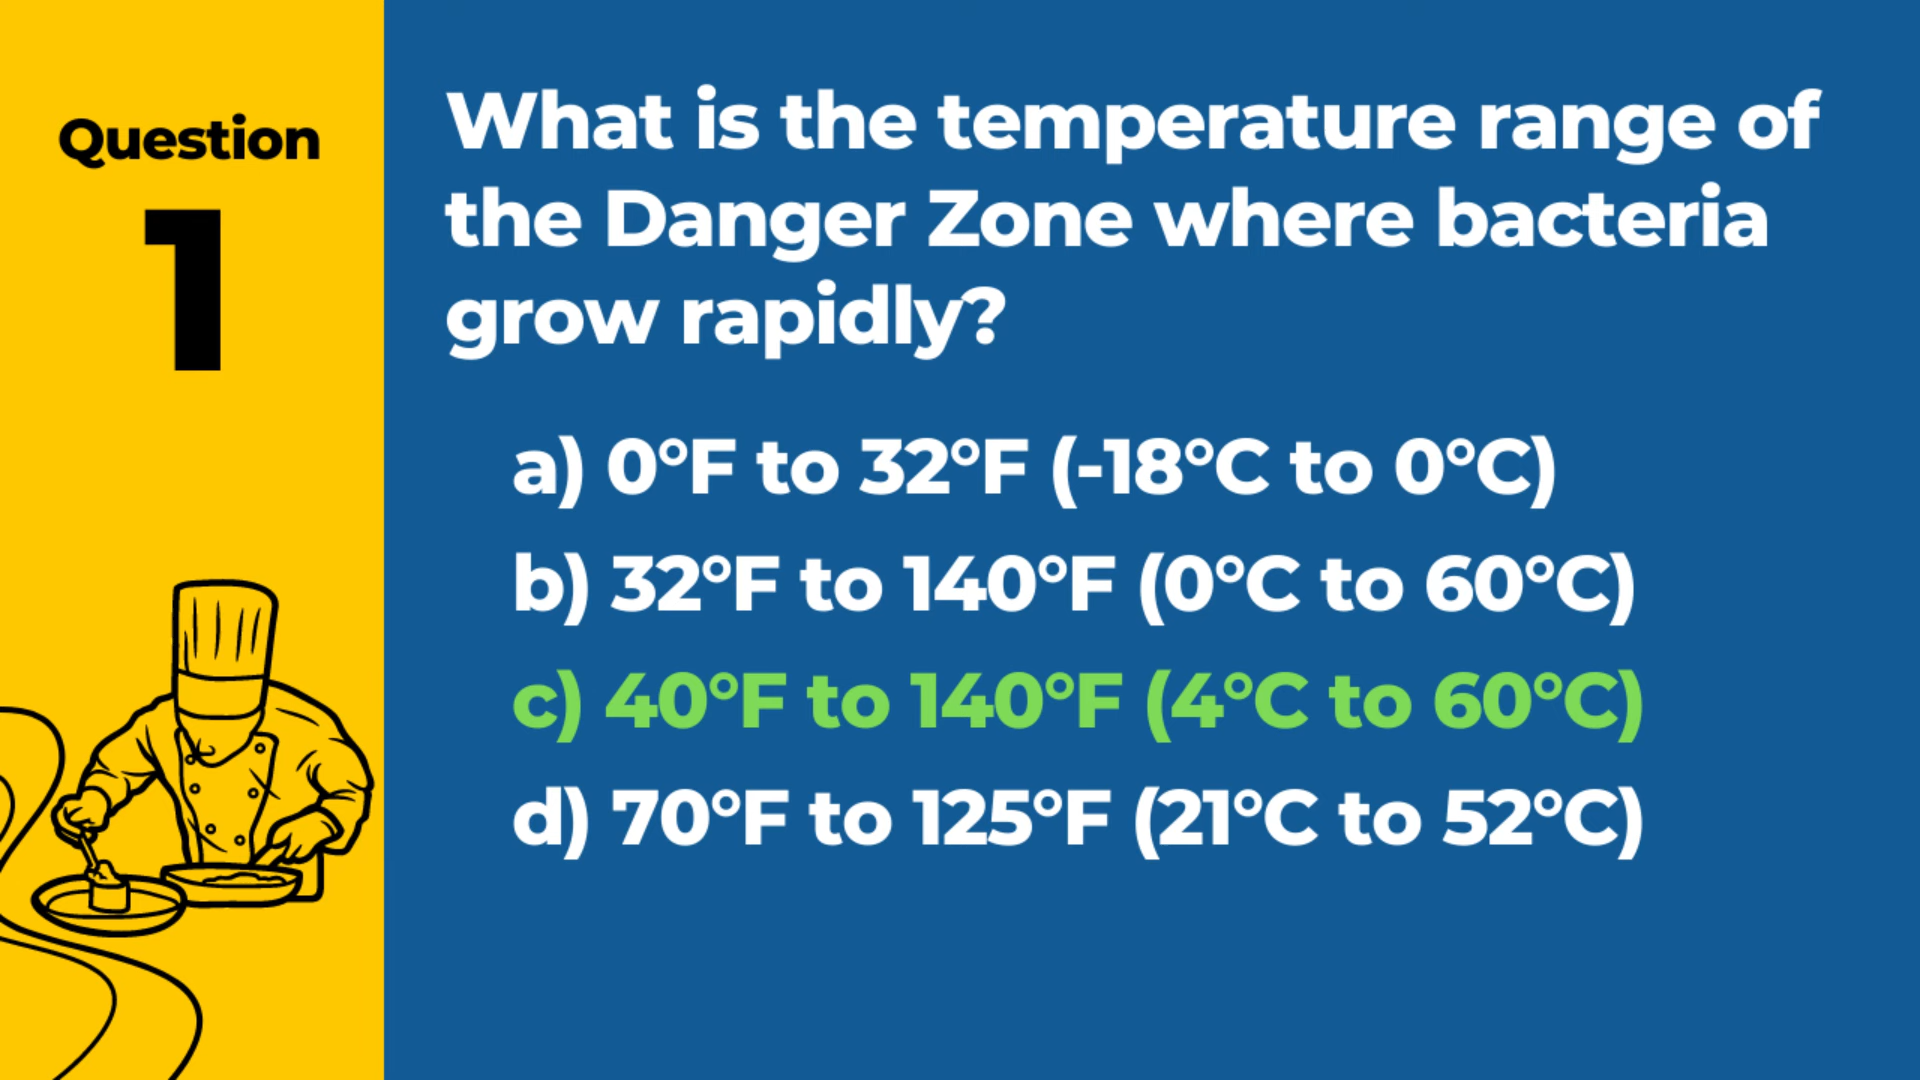 Question
1
What is the temperature range of
the Danger Zone where bacteria
grow rapidly?
a) 0°F to 32°F (-18°C to 0°C)
b) 32°F to 140°F (0°C to 60°C)
c) 40°F to 140°F (4°C to 60°C)
d) 70°F to 125°F (21°C to 52°C)